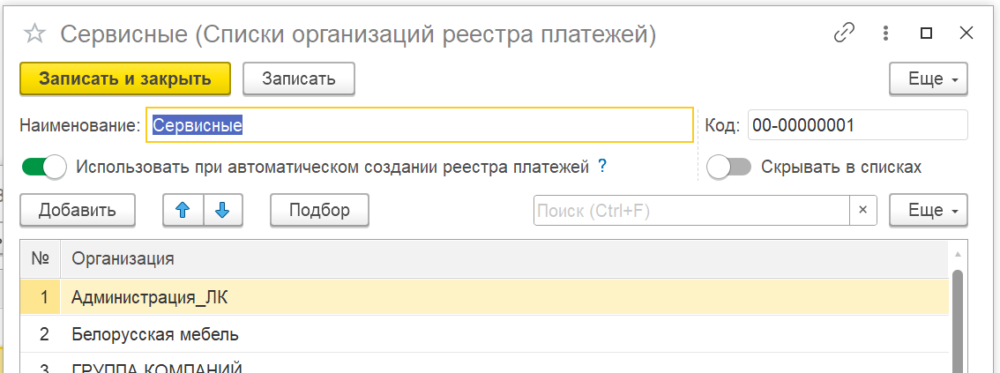 Сервисные (Списки организаций реестра платежей)
Записать и закрыть Записать Еще
Наименование: Сервисные Код: 00-00000001
Использовать при автоматическом создании реестра платежей ? Скрывать в списках
Добавить Подбор Поиск (Ctrl+F) × Еще
№ Организация
1 Администрация_ЛК
2 Белорусская мебель
3 ГРУППА КОМПАНИЙ